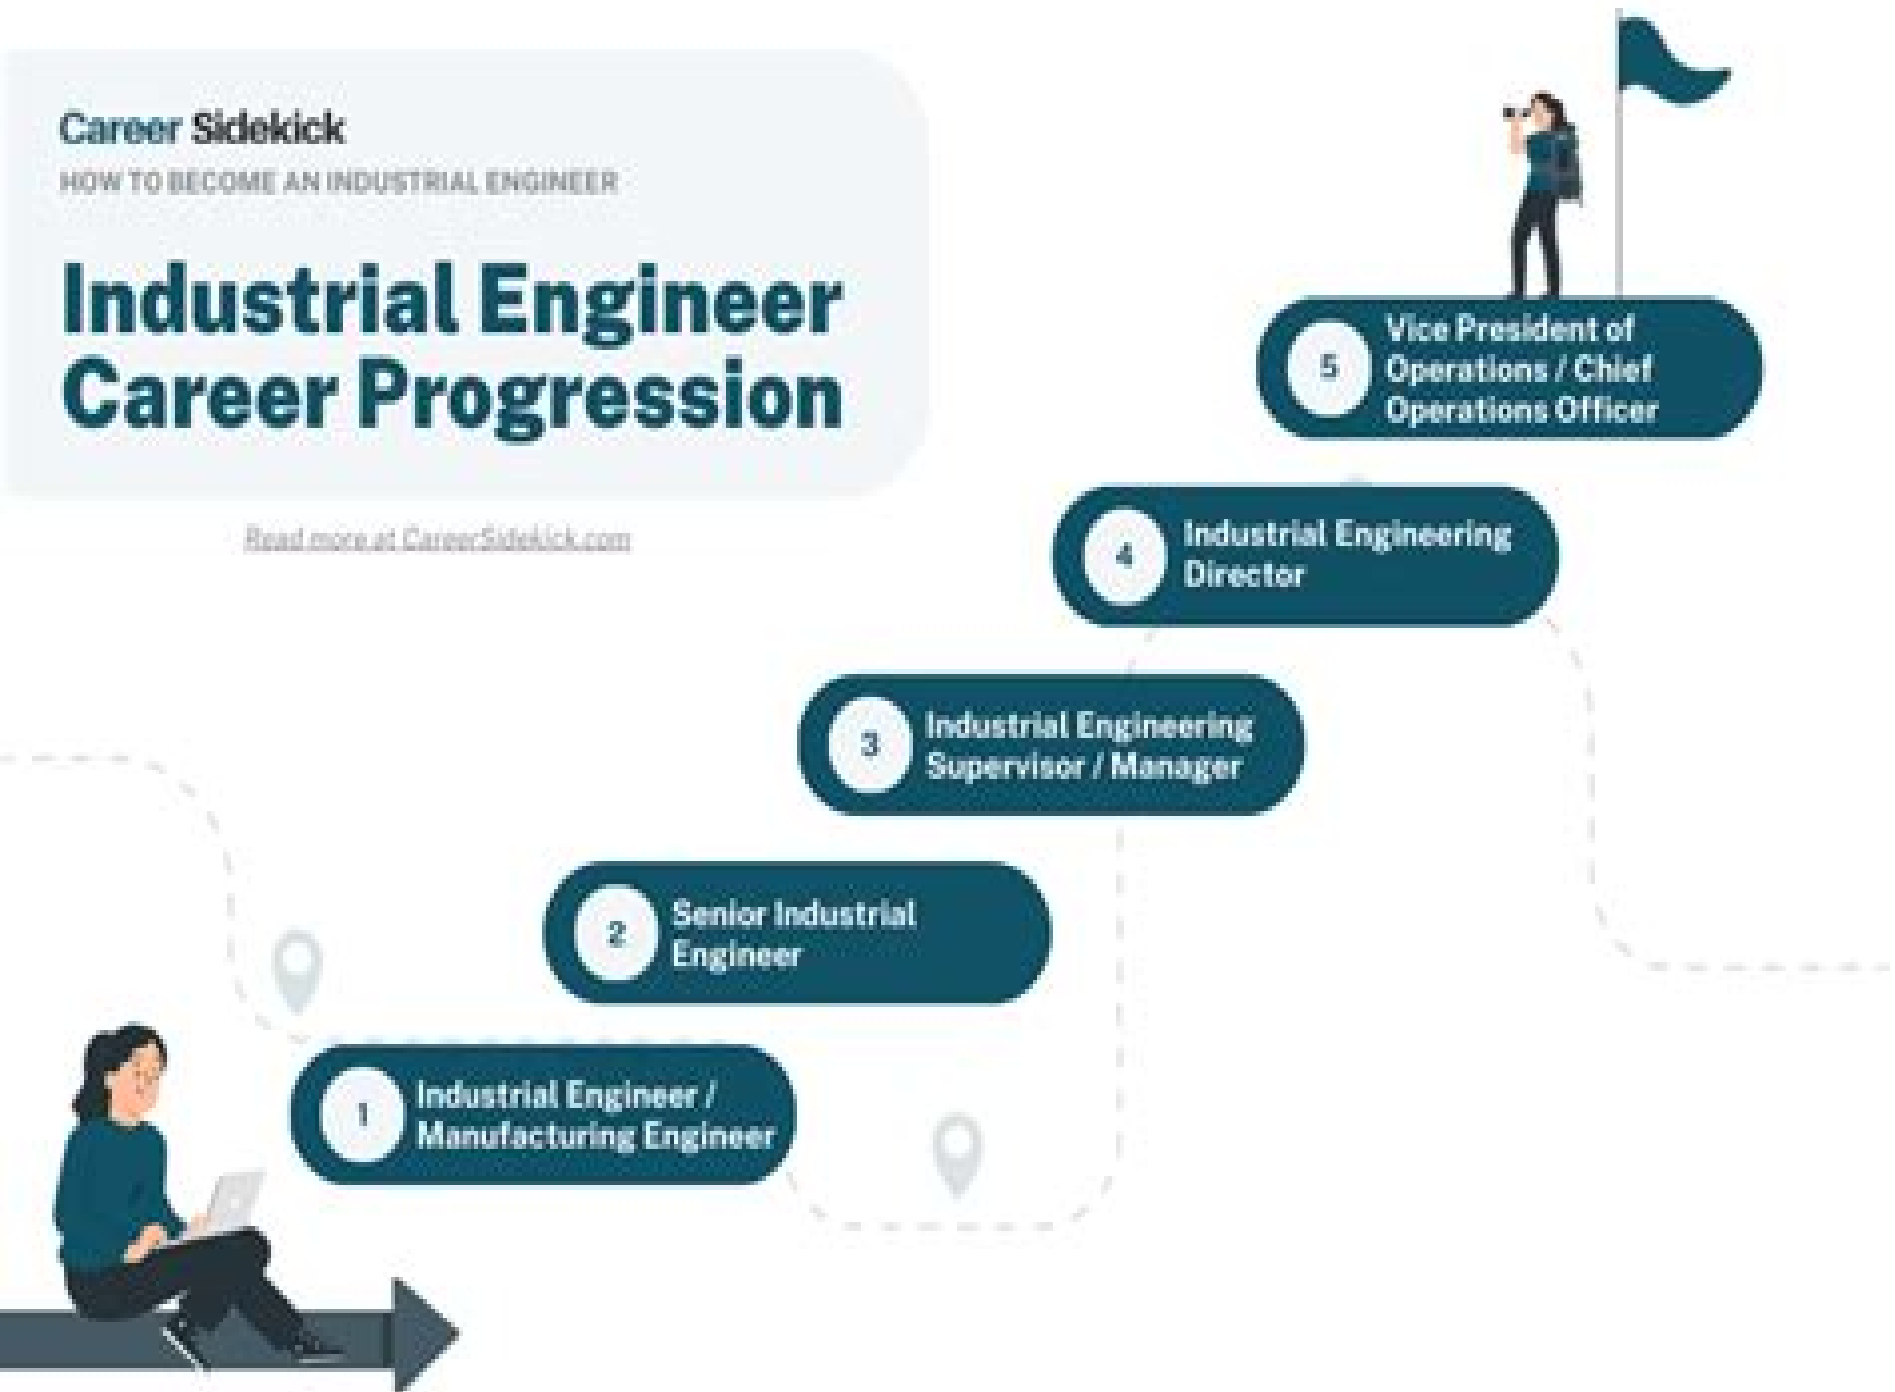 Career Sidekick
HOW TO BECOME AN INDUSTRIAL ENGINEER
Industrial Engineer
Career Progression
Read more at CareerSidekick.com
5
Vice President of
Operations / Chief
Operations Officer
4
Industrial Engineering
Director
3
Industrial Engineering
Supervisor / Manager
2
Senior Industrial
Engineer
1
Industrial Engineer /
Manufacturing Engineer